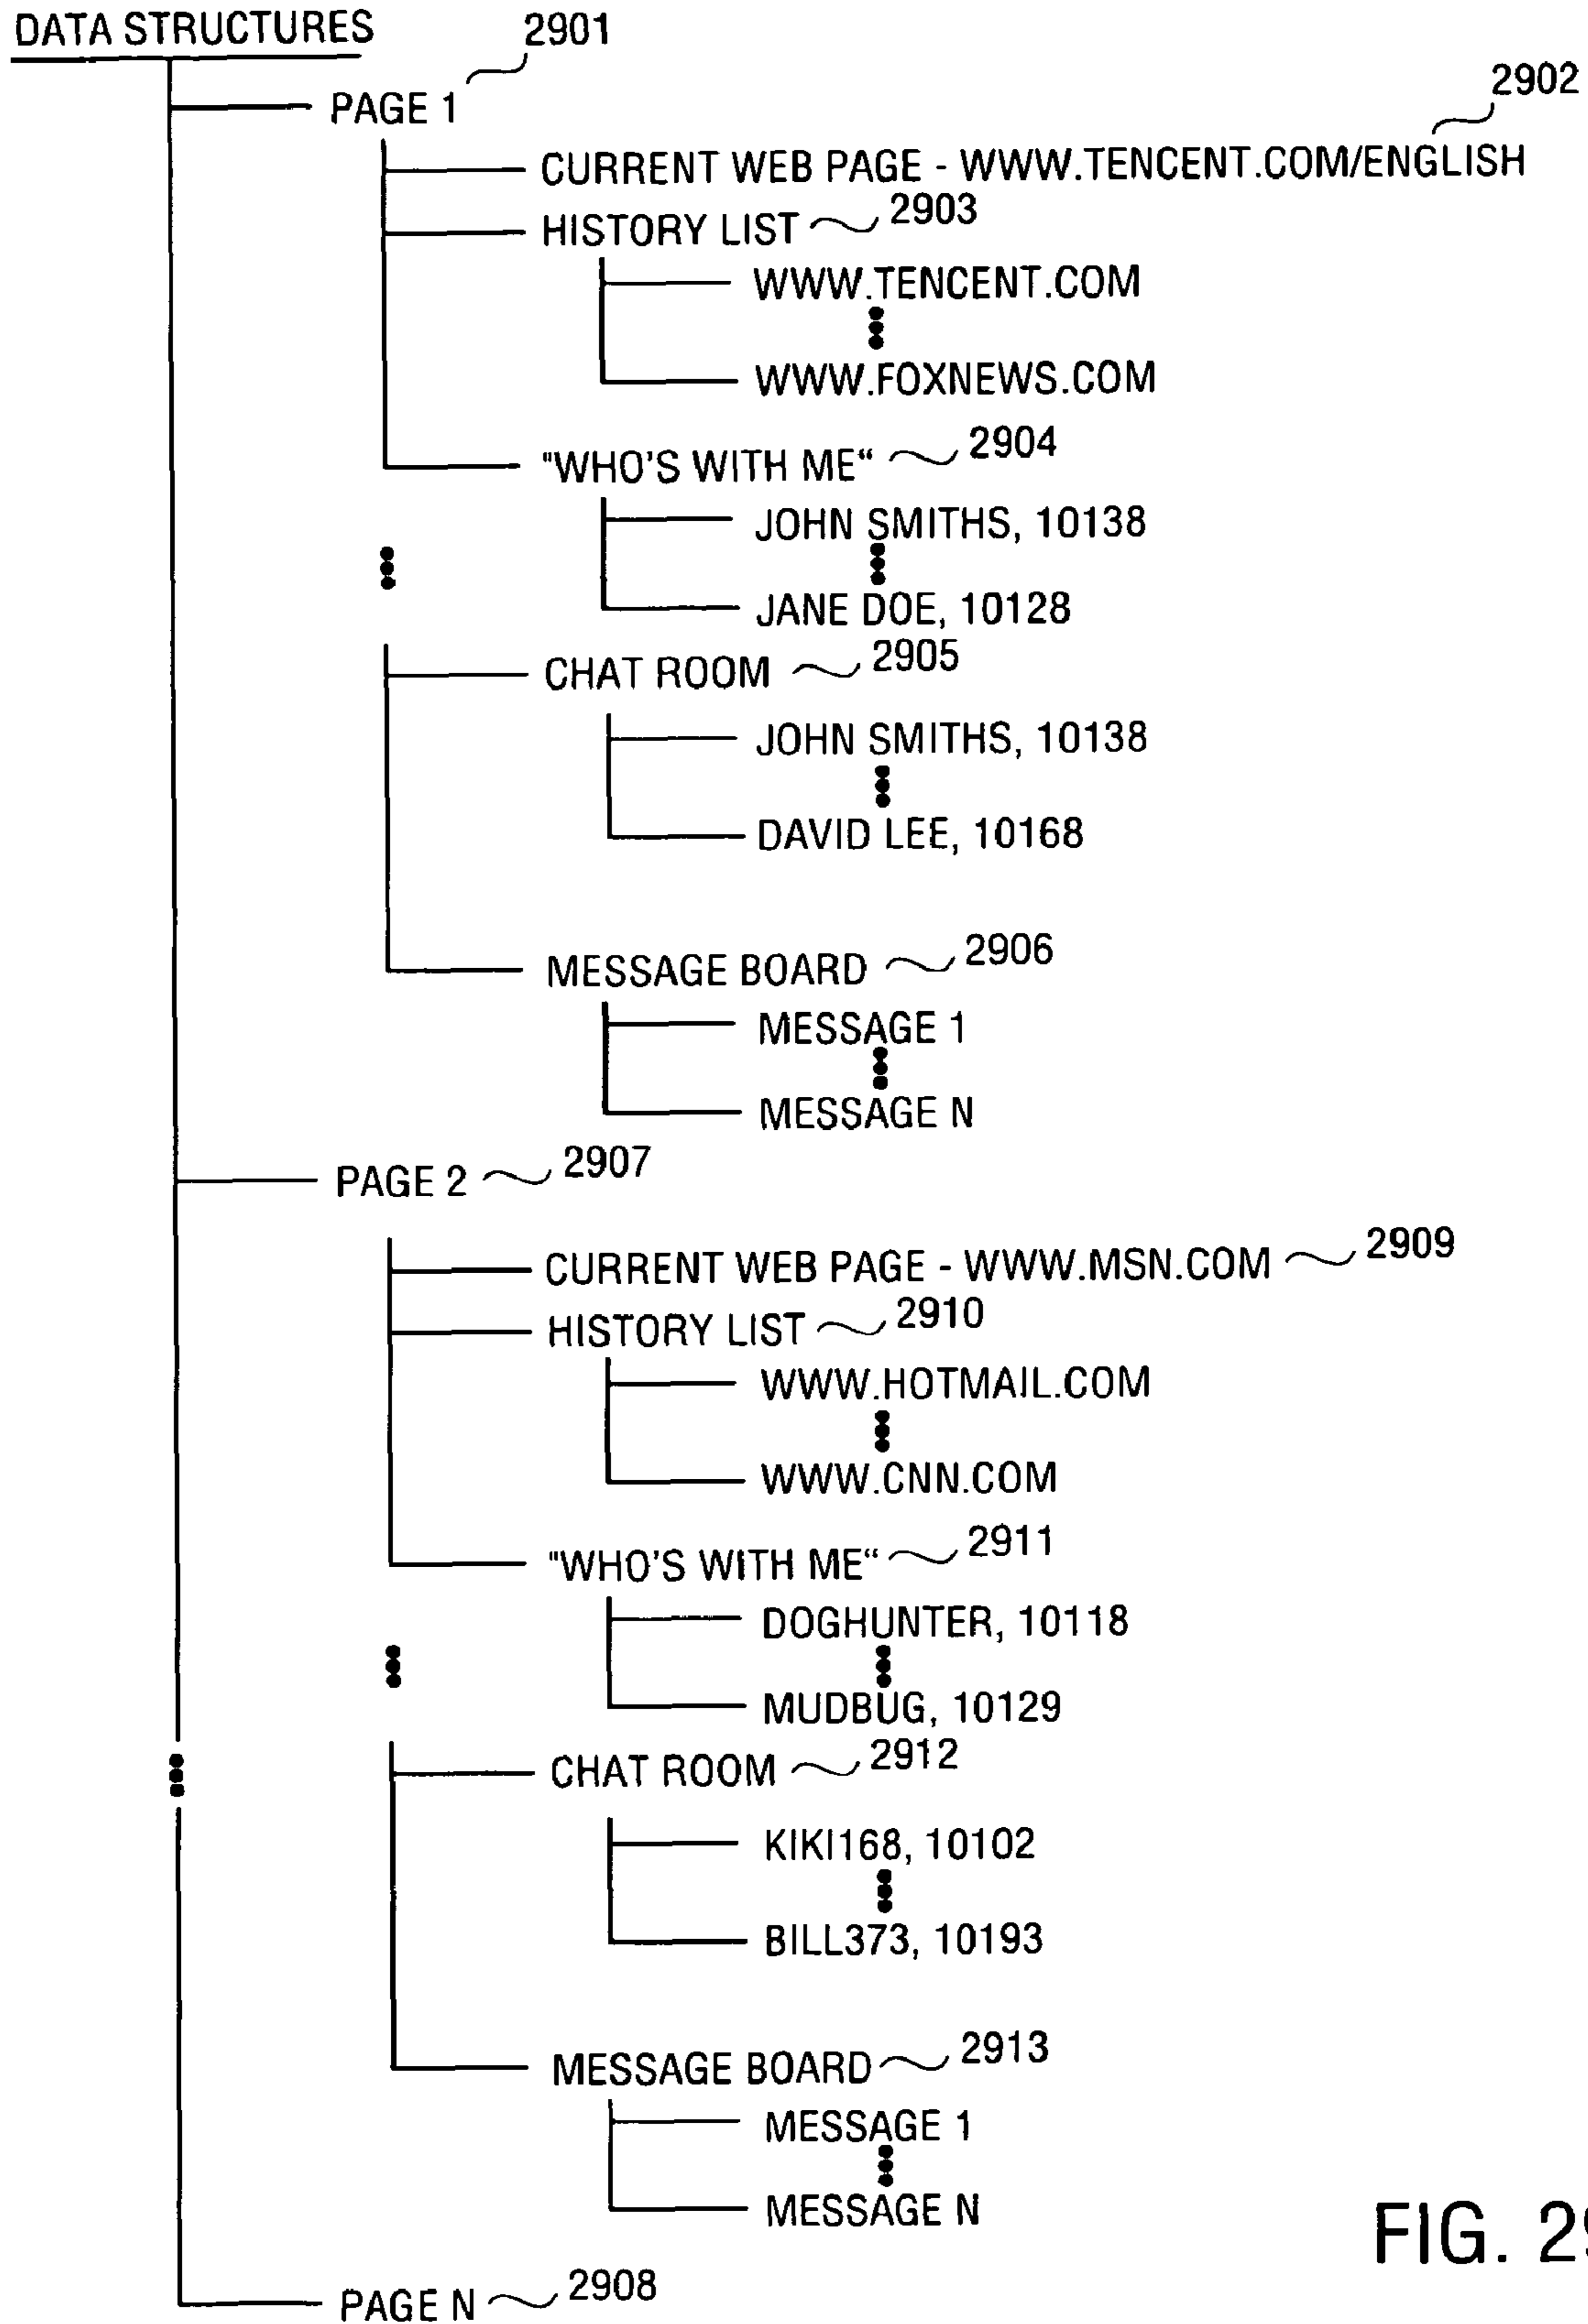 DATA STRUCTURES
2901
PAGE 1
2902
CURRENT WEB PAGE - WWW.TENCENT.COM/ENGLISH
HISTORY LIST 2903
WWW.TENCENT.COM
WWW.FOXNEWS.COM
"WHO'S WITH ME" 2904
JOHN SMITHS, 10138
JANE DOE, 10128
CHAT ROOM 2905
JOHN SMITHS, 10138
DAVID LEE, 10168
MESSAGE BOARD 2906
MESSAGE 1
MESSAGE N
PAGE 2 2907
CURRENT WEB PAGE - WWW.MSN.COM 2909
HISTORY LIST 2910
WWW.HOTMAIL.COM
WWW.CNN.COM
"WHO'S WITH ME" 2911
DOGHUNTER, 10118
MUDBUG, 10129
CHAT ROOM 2912
KIKI168, 10102
BILL373, 10193
MESSAGE BOARD 2913
MESSAGE 1
MESSAGE N
FIG. 29
PAGE N 2908